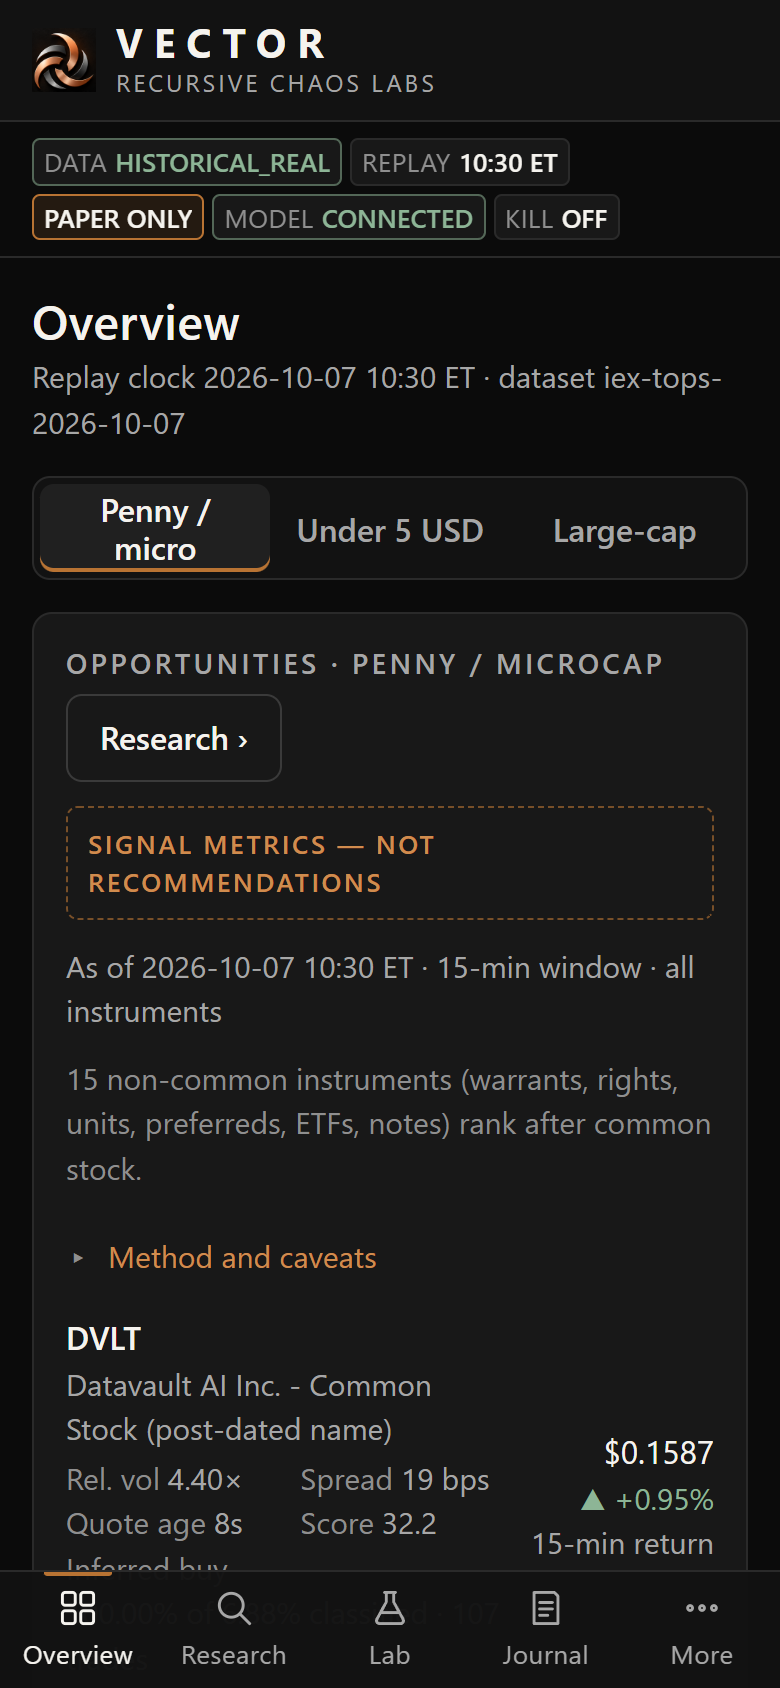 VECTOR
RECURSIVE CHAOS LABS
DATA HISTORICAL_REAL
REPLAY 10:30 ET
PAPER ONLY
MODEL CONNECTED
KILL OFF
Overview
Replay clock 2026-10-07 10:30 ET · dataset iex-tops-
2026-10-07
Penny /
micro
Under 5 USD
Large-cap
OPPORTUNITIES · PENNY / MICROCAP
Research ›
SIGNAL METRICS — NOT
RECOMMENDATIONS
As of 2026-10-07 10:30 ET · 15-min window · all
instruments
15 non-common instruments (warrants, rights,
units, preferreds, ETFs, notes) rank after common
stock.
▸ Method and caveats
DVLT
Datavault AI Inc. - Common
Stock (post-dated name)
Rel. vol 4.40×
Spread 19 bps
Quote age 8s
Score 32.2
Inferred buy
$0.1587
▲ +0.95%
15-min return
Overview
Research
Lab
Journal
More